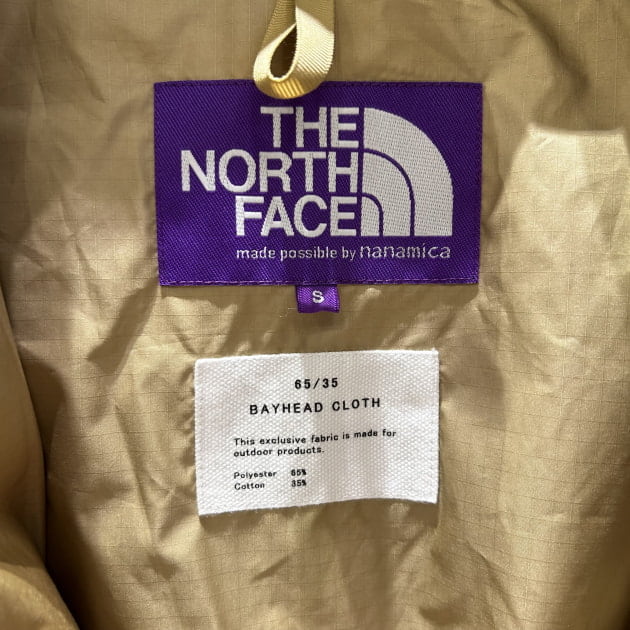 THE
NORTH
FACE
made possible by nanamica
S
65/35
BAYHEAD CLOTH
This exclusive fabric is made for
outdoor products.
Polyester 65%
Cotton 35%